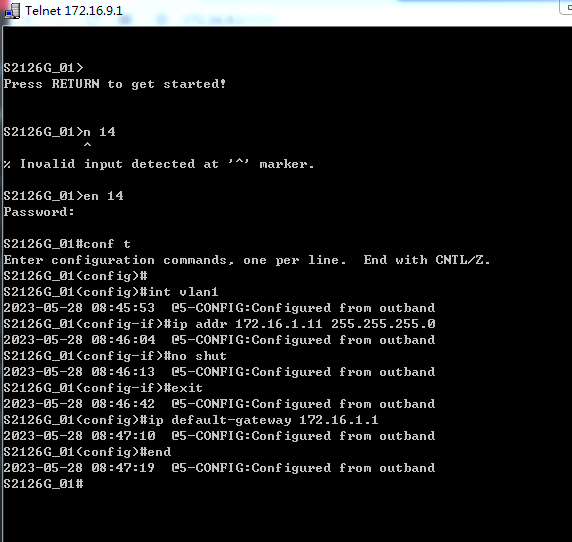 Telnet 172.16.9.1
S2126G_01>
Press RETURN to get started!
S2126G_01>n 14
^
% Invalid input detected at '^' marker.
S2126G_01>en 14
Password:
S2126G_01#conf t
Enter configuration commands, one per line.  End with CNTL/Z.
S2126G_01(config)#
S2126G_01(config)#int vlan1
2023-05-28 08:45:53  @5-CONFIG:Configured from outband
S2126G_01(config-if)#ip addr 172.16.1.11 255.255.255.0
2023-05-28 08:46:04  @5-CONFIG:Configured from outband
S2126G_01(config-if)#no shut
2023-05-28 08:46:13  @5-CONFIG:Configured from outband
S2126G_01(config-if)#exit
2023-05-28 08:46:42  @5-CONFIG:Configured from outband
S2126G_01(config)#ip default-gateway 172.16.1.1
2023-05-28 08:47:10  @5-CONFIG:Configured from outband
S2126G_01(config)#end
2023-05-28 08:47:19  @5-CONFIG:Configured from outband
S2126G_01#